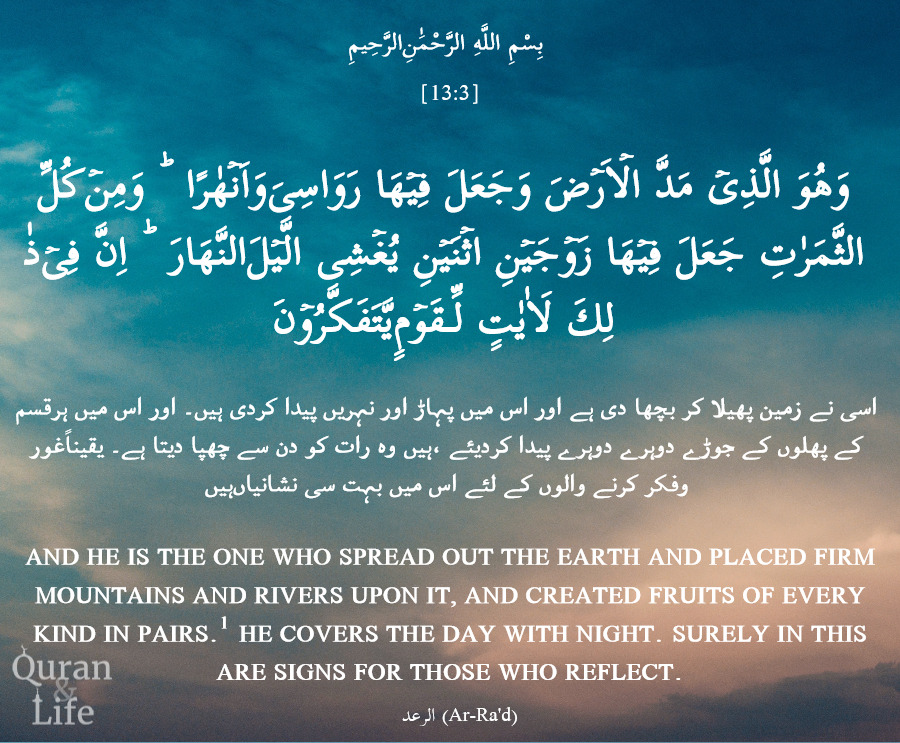 بِسْمِ اللَّهِ الرَّحْمَٰنِ الرَّحِيمِ
[13:3]
وَهُوَ الَّذِىۡ مَدَّ الۡاَرۡضَ وَجَعَلَ فِيۡهَا رَوَاسِىَ وَاَنۡهٰرًا‌ ؕ وَمِنۡ كُلِّ
الثَّمَرٰتِ جَعَلَ فِيۡهَا زَوۡجَيۡنِ اثۡنَيۡنِ‌ يُغۡشِى الَّيۡلَ النَّهَارَ‌ ؕ اِنَّ فِىۡ ذٰ
لِكَ لَاٰيٰتٍ لِّـقَوۡمٍ يَّتَفَكَّرُوۡنَ
اسی نے زمین پھیلا کر بچھا دی ہے اور اس میں پہاڑ اور نہریں پیدا کردی ہیں۔ اور اس میں ہرقسم
کے پھلوں کے جوڑے دوہرے دوہرے پیدا کردیئے ،ہیں وہ رات کو دن سے چھپا دیتا ہے۔ یقیناًغور
وفکر کرنے والوں کے لئے اس میں بہت سی نشانیاں‌ہیں
AND HE IS THE ONE WHO SPREAD OUT THE EARTH AND PLACED FIRM
MOUNTAINS AND RIVERS UPON IT, AND CREATED FRUITS OF EVERY
KIND IN PAIRS.1 HE COVERS THE DAY WITH NIGHT. SURELY IN THIS
ARE SIGNS FOR THOSE WHO REFLECT.
الرعد (Ar-Ra'd)
Quran
&
Life